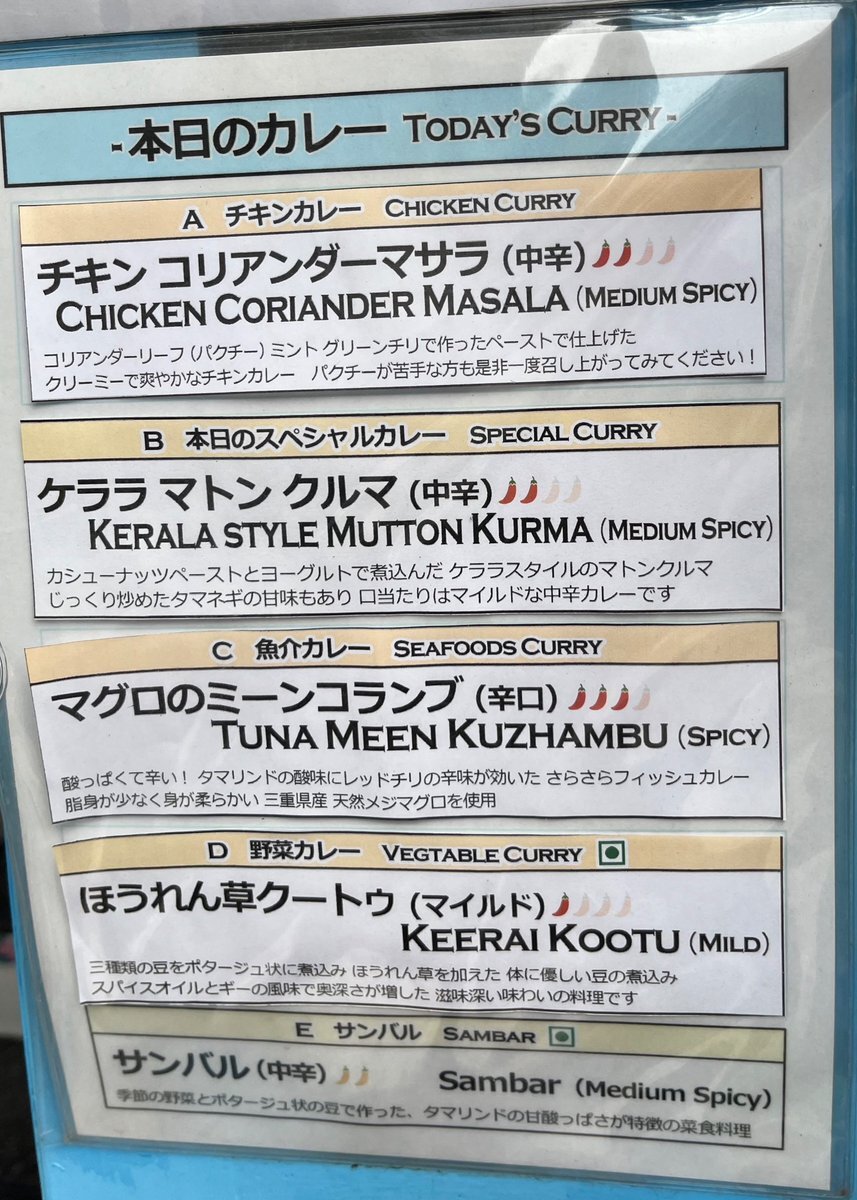 -本日のカレー TODAY'S CURRY-
A チキンカレー CHICKEN CURRY
チキン コリアンダーマサラ (中辛)
CHICKEN CORIANDER MASALA (MEDIUM SPICY)
コリアンダーリーフ (パクチー) ミント グリーンチリで作ったペーストで仕上げた
クリーミーで爽やかなチキンカレー パクチーが苦手な方も是非一度召し上がってみてください！
B 本日のスペシャルカレー SPECIAL CURRY
ケララ マトン クルマ (中辛)
KERALA STYLE MUTTON KURMA (MEDIUM SPICY)
カシューナッツペーストとヨーグルトで煮込んだ ケララスタイルのマトンクルマ
じっくり炒めたタマネギの甘味もあり 口当たりはマイルドな中辛カレーです
C 魚介カレー SEAFOODS CURRY
マグロのミーンコランブ (辛口)
TUNA MEEN KUZHAMBU (SPICY)
酸っぱくて辛い！ タマリンドの酸味にレッドチリの辛味が効いた さらさらフィッシュカレー
脂身が少なく身が柔らかい 三重県産 天然メジマグロを使用
D 野菜カレー VEGTABLE CURRY
ほうれん草クートゥ (マイルド)
KEERAI KOOTU (MILD)
三種類の豆をポタージュ状に煮込み ほうれん草を加えた 体に優しい豆の煮込み
スパイスオイルとギーの風味で奥深さが増した 滋味深い味わいの料理です
E サンバル SAMBAR
サンバル (中辛) Sambar (Medium Spicy)
季節の野菜とポタージュ状の豆で作った、タマリンドの甘酸っぱさが特徴の菜食料理